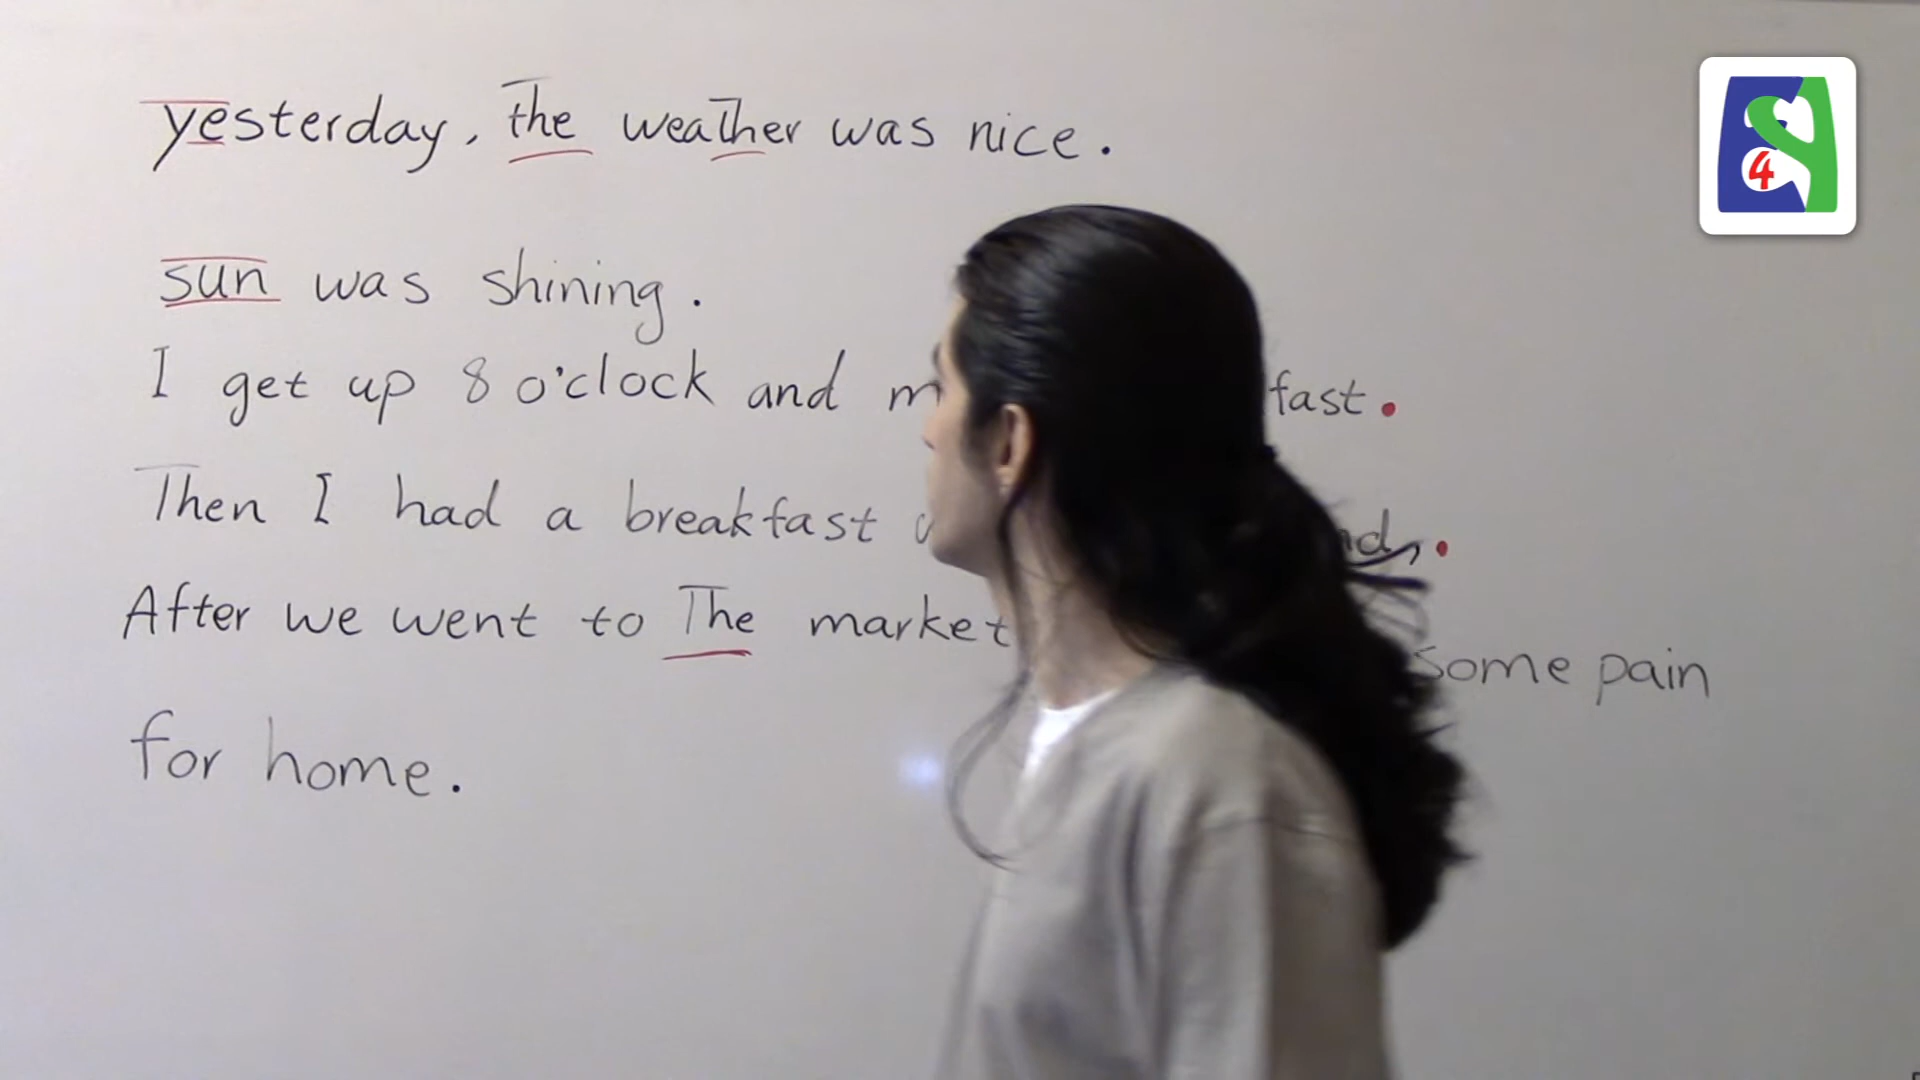 yesterday, the weather was nice.
sun was shining.
I get up 8 o'clock and fast.
Then I had a breakfast
After we went to The market some pain
for home.
4